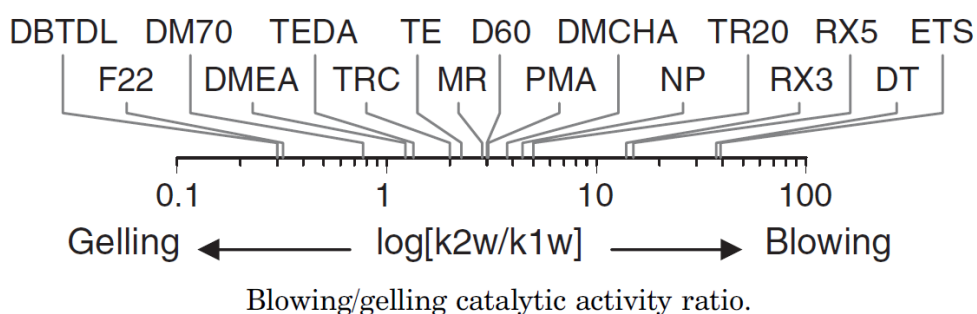 DBTDL DM70 TEDA TE D60 DMCHA TR20 RX5 ETS
F22 DMEA TRC MR PMA NP RX3 DT
0.1 1 10 100
Gelling log[k2w/k1w] Blowing
Blowing/gelling catalytic activity ratio.